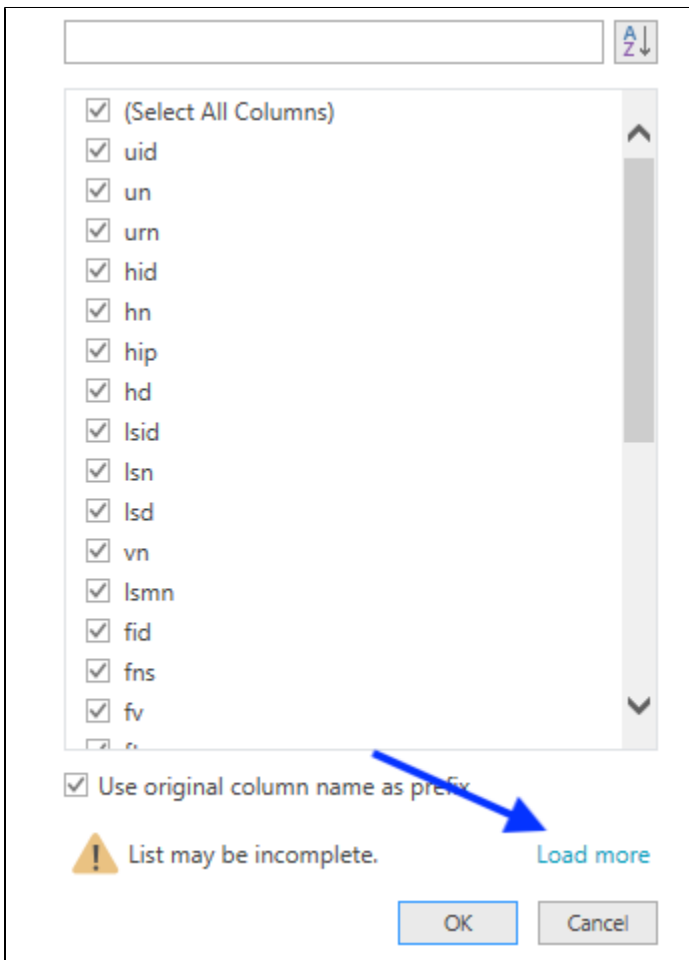 A
Z
(Select All Columns)
uid
un
urn
hid
hn
hip
hd
lsid
lsn
lsd
vn
lsmn
fid
fns
fv
Use original column name as prefix
List may be incomplete. Load more
OK Cancel